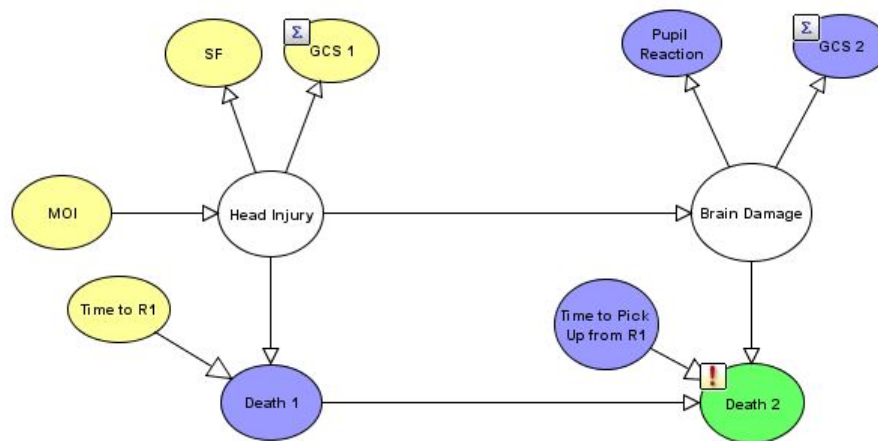 SF
Σ
GCS 1
Pupil
Reaction
Σ
GCS 2
MOI
Head Injury
Brain Damage
Time to R1
Time to Pick
Up from R1
!
Death 1
Death 2